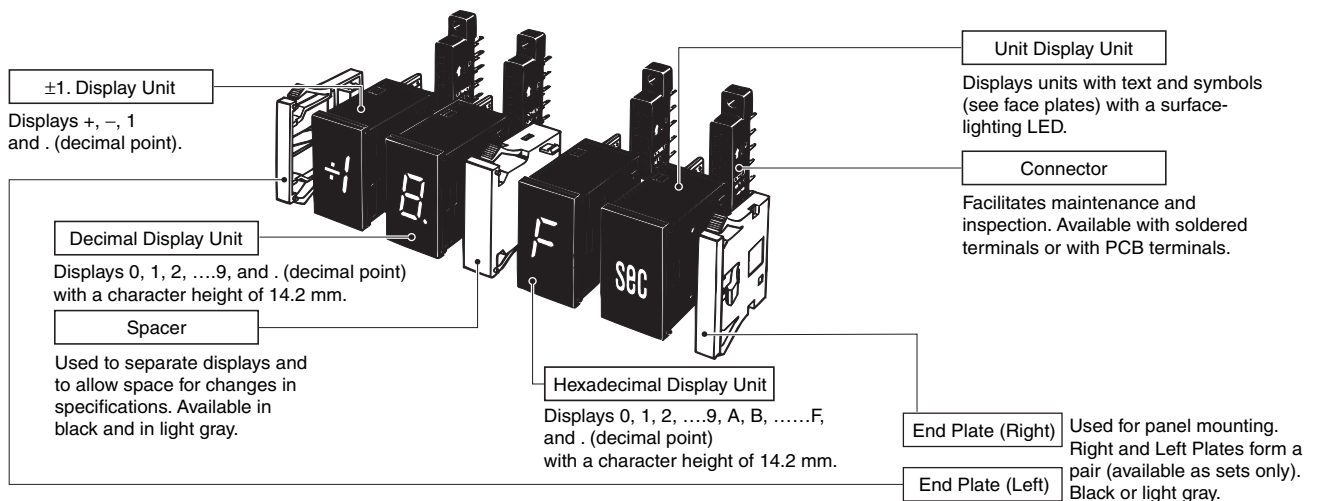 ±1. Display Unit
Displays +, −, 1
and . (decimal point).
Decimal Display Unit
Displays 0, 1, 2, ....9, and . (decimal point)
with a character height of 14.2 mm.
Spacer
Used to separate displays and
to allow space for changes in
specifications. Available in
black and in light gray.
8.
F
sec
Hexadecimal Display Unit
Displays 0, 1, 2, ....9, A, B, ......F,
and . (decimal point)
with a character height of 14.2 mm.
Unit Display Unit
Displays units with text and symbols
(see face plates) with a surface-
lighting LED.
Connector
Facilitates maintenance and
inspection. Available with soldered
terminals or with PCB terminals.
End Plate (Right)
End Plate (Left)
Used for panel mounting.
Right and Left Plates form a
pair (available as sets only).
Black or light gray.